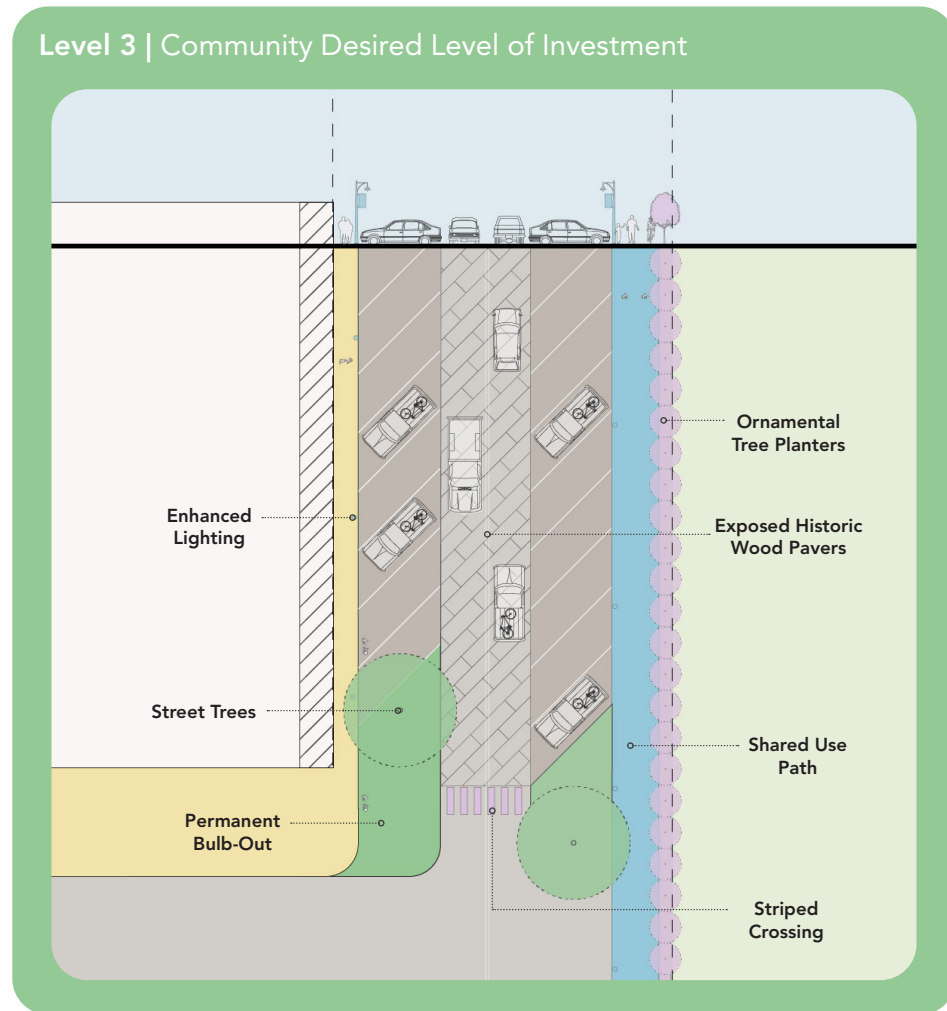 Level 3 | Community Desired Level of Investment
Ornamental
Tree Planters
Enhanced
Lighting
Exposed Historic
Wood Pavers
Street Trees
Shared Use
Path
Permanent
Bulb-Out
Striped
Crossing